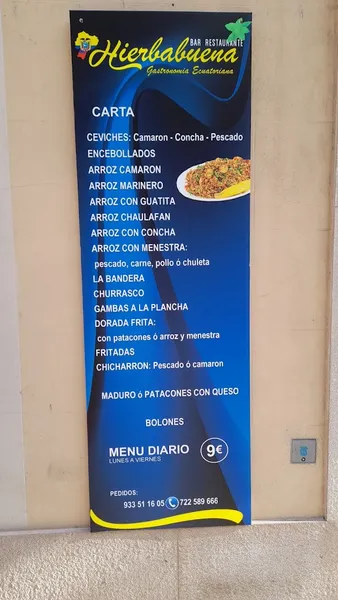 BAR RESTAURANTE
Hierbabuena
Gastronomia Ecuatoriana
CARTA
CEVICHES: Camaron - Concha - Pescado
ENCEBOLLADOS
ARROZ CAMARON
ARROZ MARINERO
ARROZ CON GUATITA
ARROZ CHAULAFAN
ARROZ CON CONCHA
ARROZ CON MENESTRA:
pescado, carne, pollo ó chuleta
LA BANDERA
CHURRASCO
GAMBAS A LA PLANCHA
DORADA FRITA:
con patacones ó arroz y menestra
FRITADAS
CHICHARRON: Pescado ó camaron
MADURO ó PATACONES CON QUESO
BOLONES
MENU DIARIO 9€
LUNES A VIERNES
PEDIDOS:
933 51 16 05 722 589 666